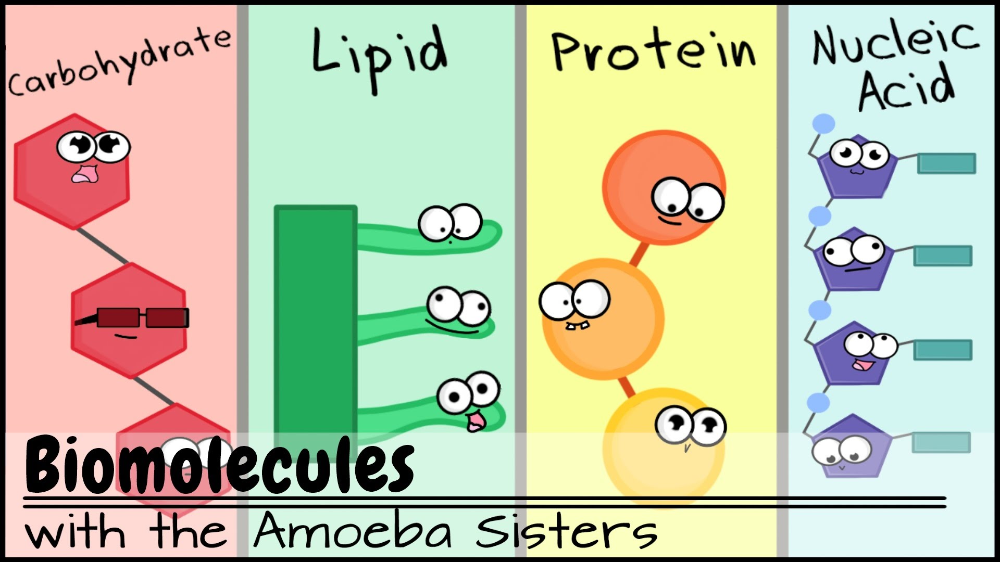 Carbohydrate
Lipid
Protein
Nucleic
Acid
Biomolecules
with the Amoeba Sisters